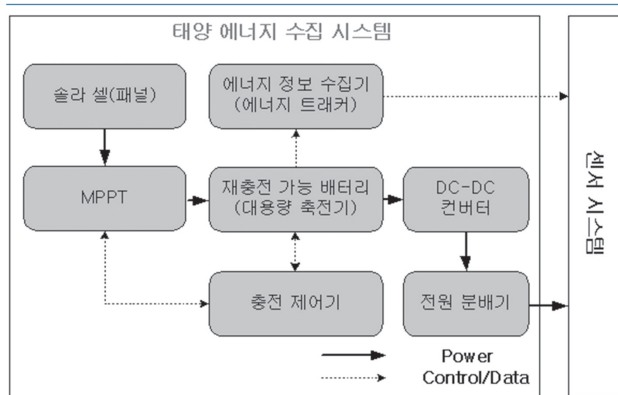 태양 에너지 수집 시스템
솔라 셀(패널)
에너지 정보 수집기
(에너지 트래커)
MPPT
재충전 가능 배터리
(대용량 축전기)
DC-DC
컨버터
센서 시스템
충전 제어기
전원 분배기
Power
Control/Data